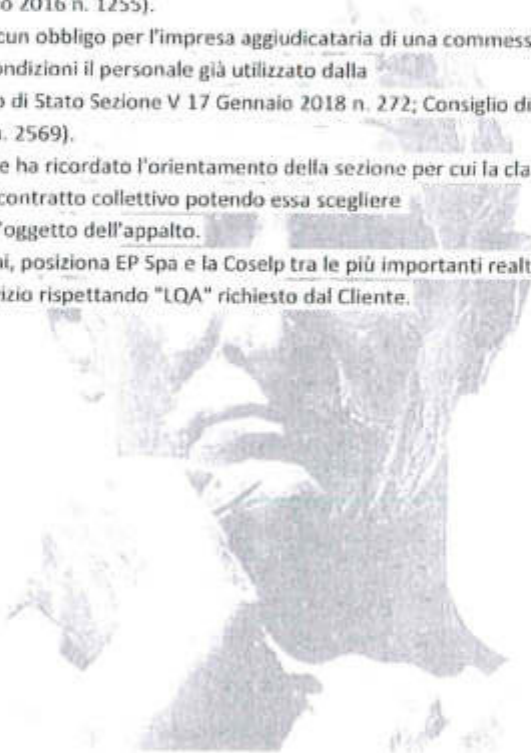 o 2016 n. 1255).
cun obbligo per l'impresa aggiudicataria di una commess
ondizioni il personale già utilizzato dalla
o di Stato Sezione V 17 Gennaio 2018 n. 272; Consiglio di
n. 2569).
e ha ricordato l'orientamento della sezione per cui la cla
contratto collettivo potendo essa scegliere
l'oggetto dell'appalto.
ni, posiziona EP Spa e la Coselp tra le più importanti realt
izio rispettando "LQA" richiesto dal Cliente.